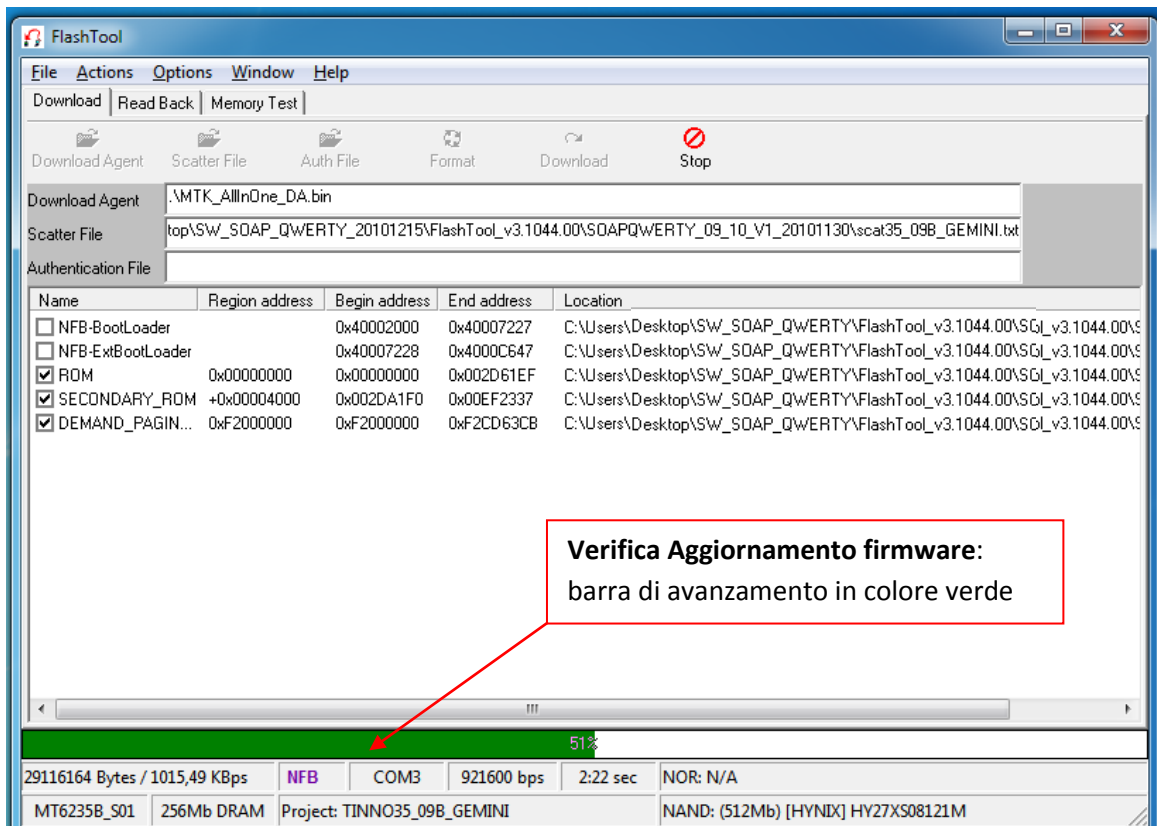 FlashTool
File Actions Options Window Help
Download Read Back Memory Test
Download Agent Scatter File Auth File Format Download Stop
Download Agent .\MTK_AllInOne_DA.bin
Scatter File top\SW_SOAP_QWERTY_20101215\FlashTool_v3.1044.00\SOAPQWERTY_09_10_V1_20101130\scat35_09B_GEMINI.txt
Authentication File
Name Region address Begin address End address Location
NFB-BootLoader 0x40002000 0x40007227 C:\Users\Desktop\SW_SOAP_QWERTY\FlashTool_v3.1044.00\SOI_v3.1044.00\S
NFB-ExtBootLoader 0x40007228 0x4000C647 C:\Users\Desktop\SW_SOAP_QWERTY\FlashTool_v3.1044.00\SOI_v3.1044.00\S
ROM 0x00000000 0x00000000 0x002D61EF C:\Users\Desktop\SW_SOAP_QWERTY\FlashTool_v3.1044.00\SOI_v3.1044.00\S
SECONDARY_ROM +0x00004000 0x002DA1F0 0x00EF2337 C:\Users\Desktop\SW_SOAP_QWERTY\FlashTool_v3.1044.00\SOI_v3.1044.00\S
DEMAND_PAGIN... 0xF2000000 0xF2000000 0xF2CD63CB C:\Users\Desktop\SW_SOAP_QWERTY\FlashTool_v3.1044.00\SOI_v3.1044.00\S
Verifica Aggiornamento firmware:
barra di avanzamento in colore verde
51%
29116164 Bytes / 1015,49 KBps NFB COM3 921600 bps 2:22 sec NOR: N/A
MT6235B_S01 256Mb DRAM Project: TINNO35_09B_GEMINI NAND: (512Mb) [HYNIX] HY27XS08121M